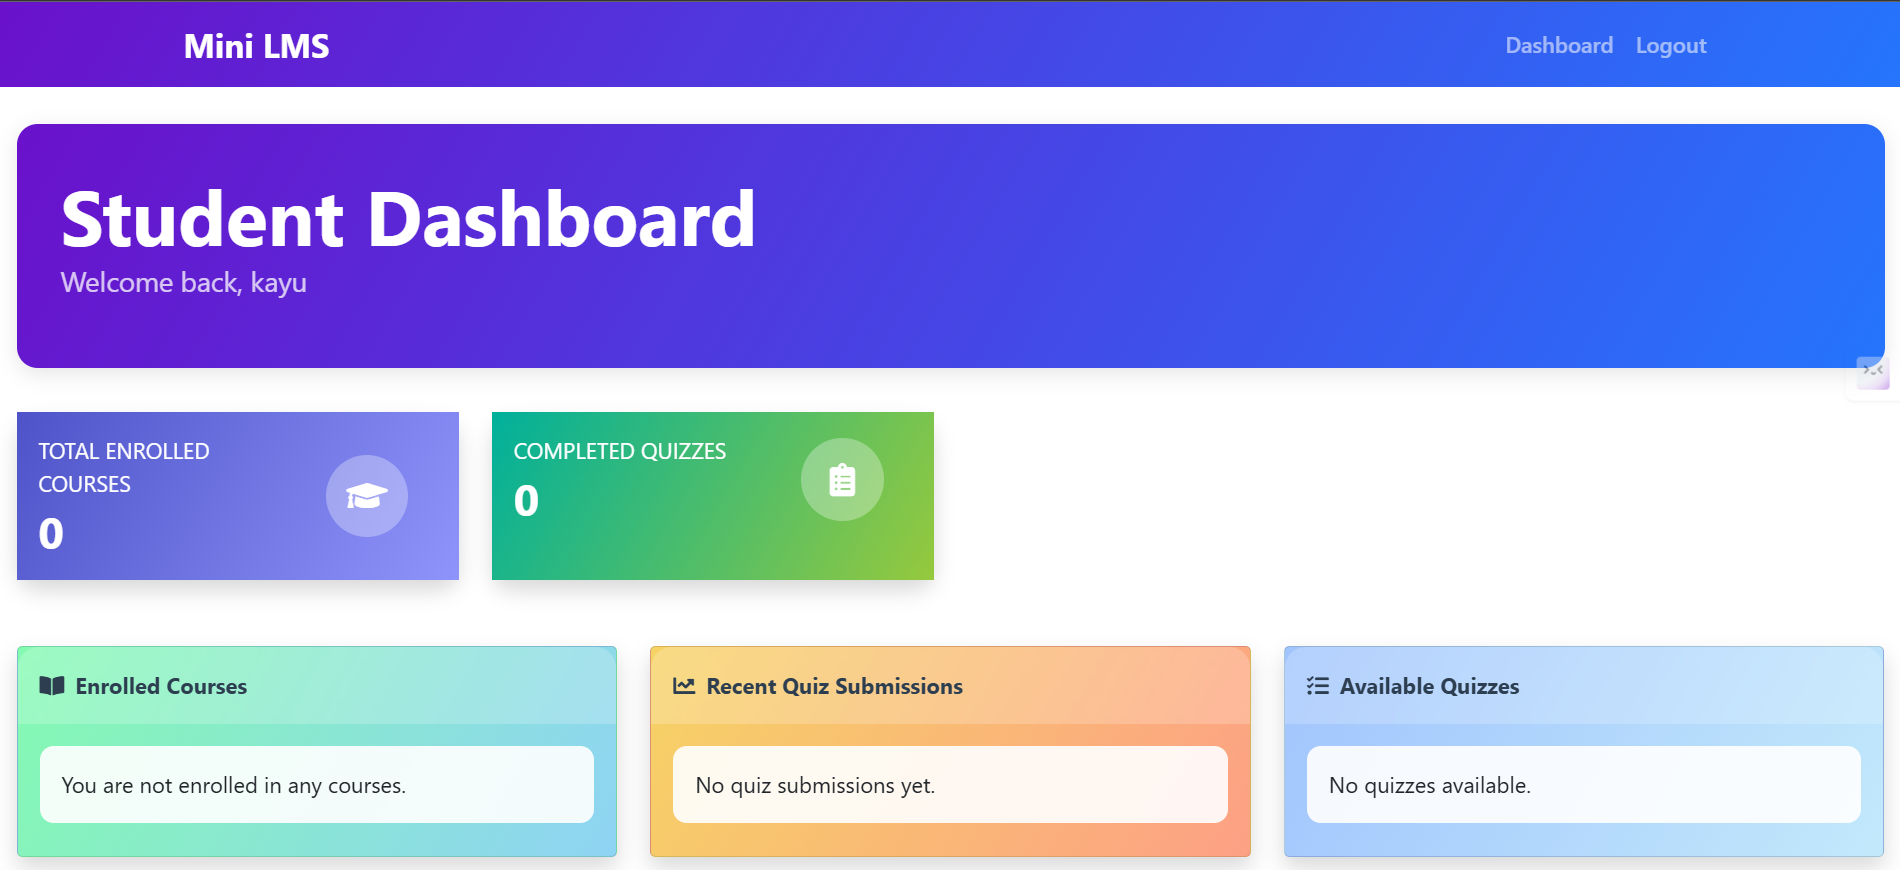 Mini LMS
Dashboard
Logout
Student Dashboard
Welcome back, kayu
TOTAL ENROLLED
COURSES
0
COMPLETED QUIZZES
0
Enrolled Courses
You are not enrolled in any courses.
Recent Quiz Submissions
No quiz submissions yet.
Available Quizzes
No quizzes available.